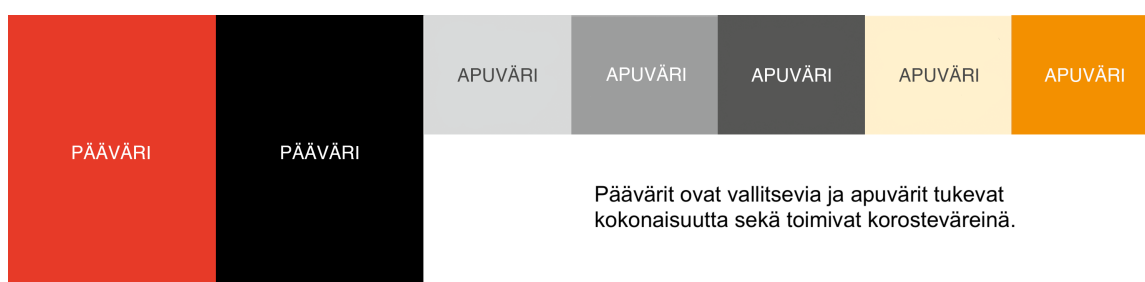 PÄÄVÄRI
PÄÄVÄRI
APUVÄRI
APUVÄRI
APUVÄRI
APUVÄRI
APUVÄRI
Päävärit ovat vallitsevia ja apuvärit tukevat
kokonaisuutta sekä toimivat korosteväreinä.